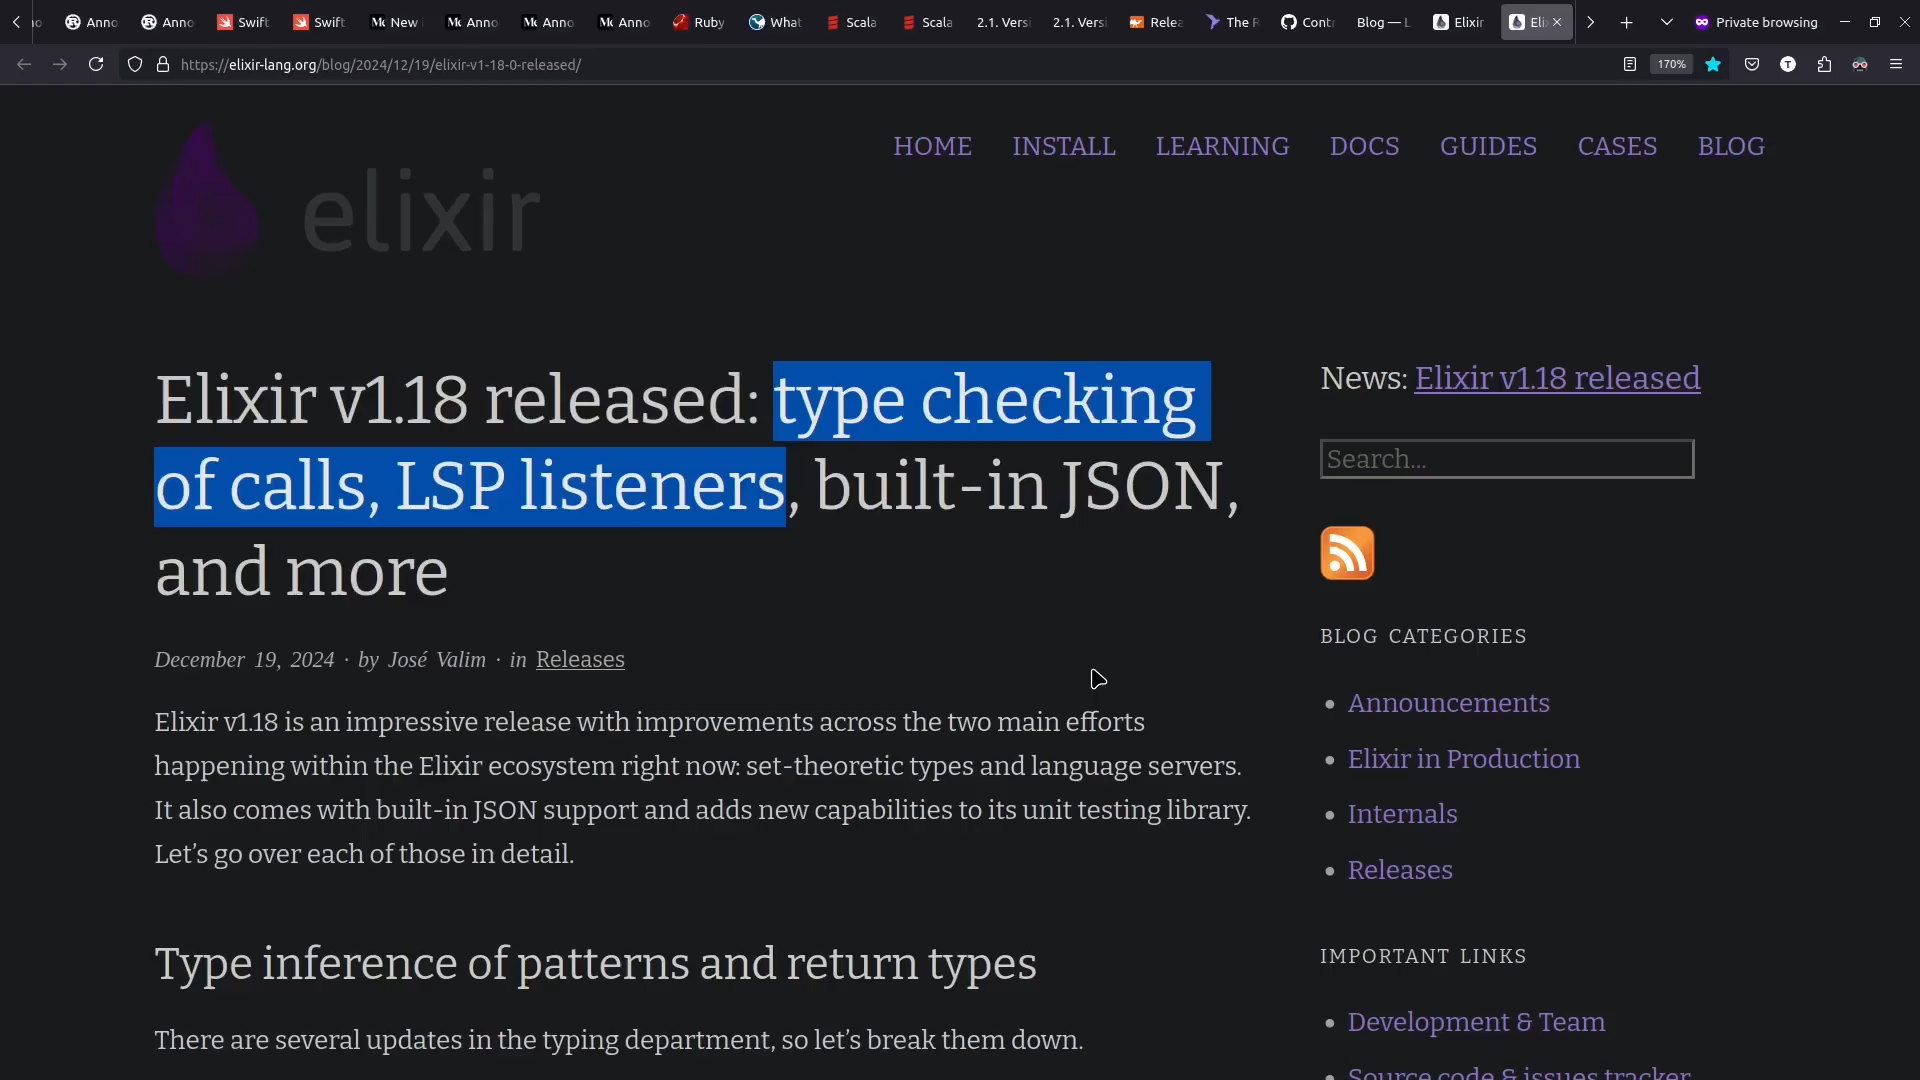 Anno
Anno
Swift
Swift
New
Anno
Anno
Anno
Ruby
What
Scala
Scala
2.1. Versi
2.1. Versi
Relea
The
Contr
Blog — L
Elixir
Eli
Private browsing
https://elixir-lang.org/blog/2024/12/19/elixir-v1-18-0-released/
170%
elixir
HOME INSTALL LEARNING DOCS GUIDES CASES BLOG
Elixir v1.18 released: type checking
of calls, LSP listeners, built-in JSON,
and more
December 19, 2024 · by José Valim · in Releases
Elixir v1.18 is an impressive release with improvements across the two main efforts
happening within the Elixir ecosystem right now: set-theoretic types and language servers.
It also comes with built-in JSON support and adds new capabilities to its unit testing library.
Let’s go over each of those in detail.
Type inference of patterns and return types
There are several updates in the typing department, so let’s break them down.
News: Elixir v1.18 released
Search...
BLOG CATEGORIES
Announcements
Elixir in Production
Internals
Releases
IMPORTANT LINKS
Development & Team
Source code & issues tracker